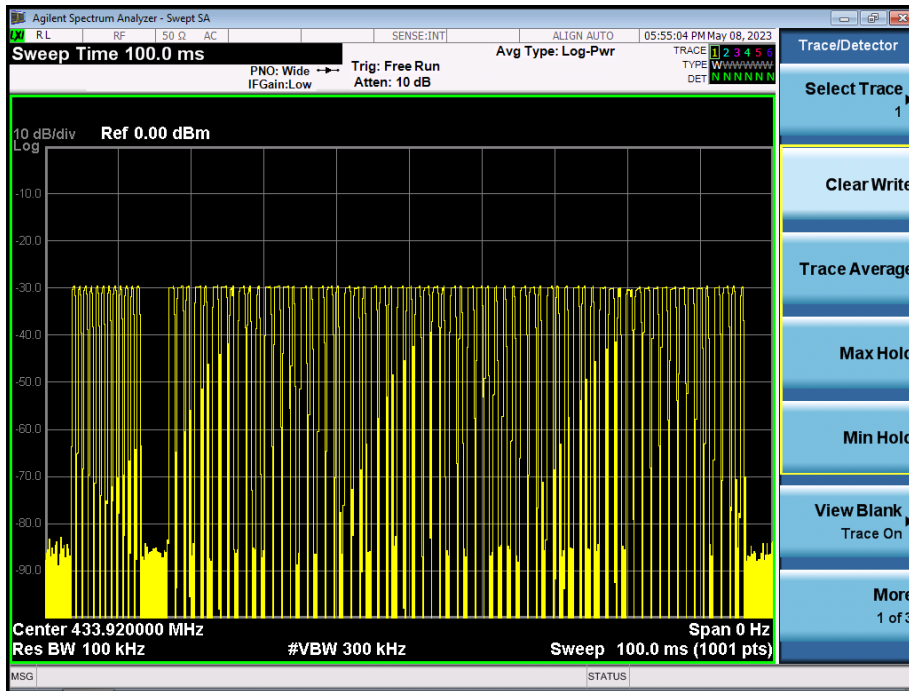 Agilent Spectrum Analyzer - Swept SA
LXI RL RF 50 Ω AC SENSE:INT ALIGN AUTO 05:55:04 PM May 08, 2023
Sweep Time 100.0 ms
Avg Type: Log-Pwr
TRACE 1 2 3 4 5 6
PNO: Wide Trig: Free Run
TYPE WWWWWW
IFGain:Low Atten: 10 dB
DET N N N N N N
10 dB/div Ref 0.00 dBm
Log
-10.0
-20.0
-30.0
-40.0
-50.0
-60.0
-70.0
-80.0
-90.0
Center 433.920000 MHz Span 0 Hz
Res BW 100 kHz #VBW 300 kHz Sweep 100.0 ms (1001 pts)
MSG STATUS
Trace/Detector
Select Trace
1
Clear Write
Trace Average
Max Hold
Min Hold
View Blank
Trace On
More
1 of 3